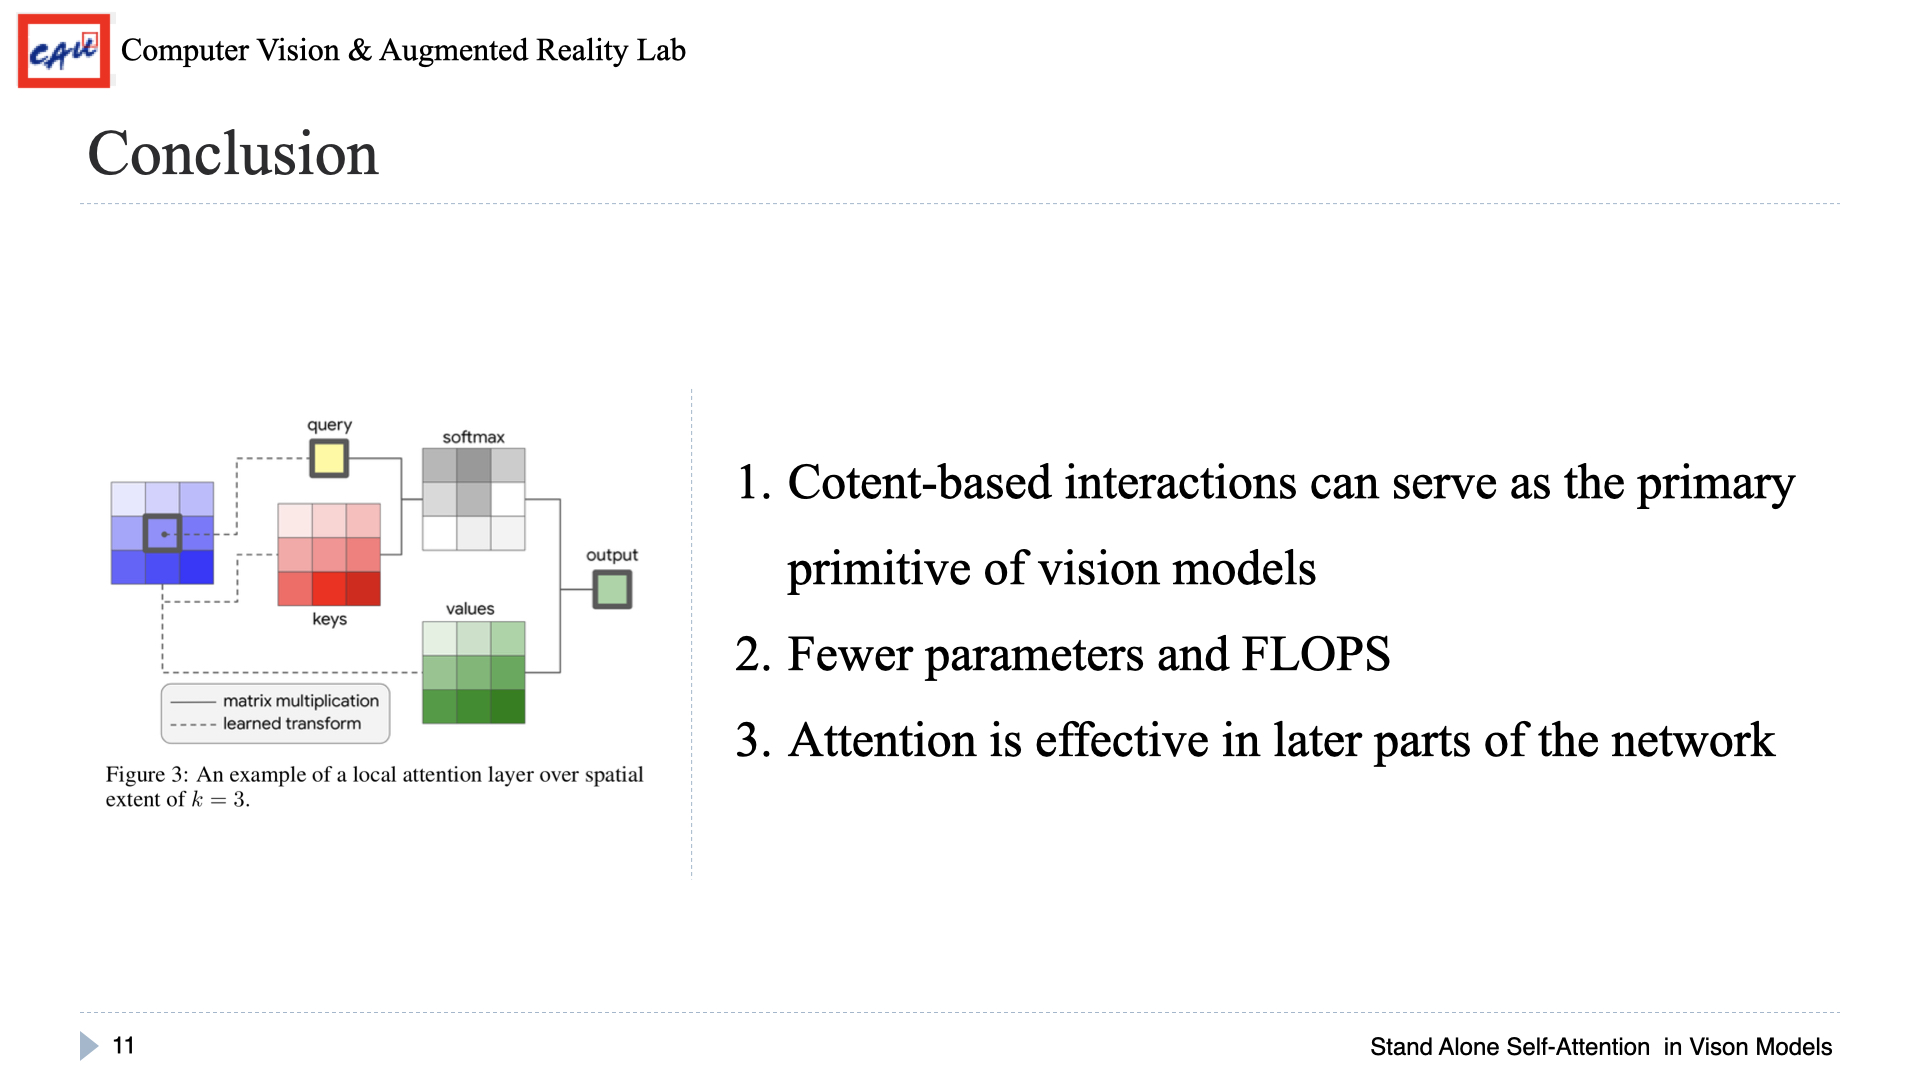 CAU
Computer Vision & Augmented Reality Lab
Conclusion
query
softmax
output
keys
values
matrix multiplication
learned transform
Figure 3: An example of a local attention layer over spatial
extent of k = 3.
1. Cotent-based interactions can serve as the primary
primitive of vision models
2. Fewer parameters and FLOPS
3. Attention is effective in later parts of the network
11
Stand Alone Self-Attention in Vison Models